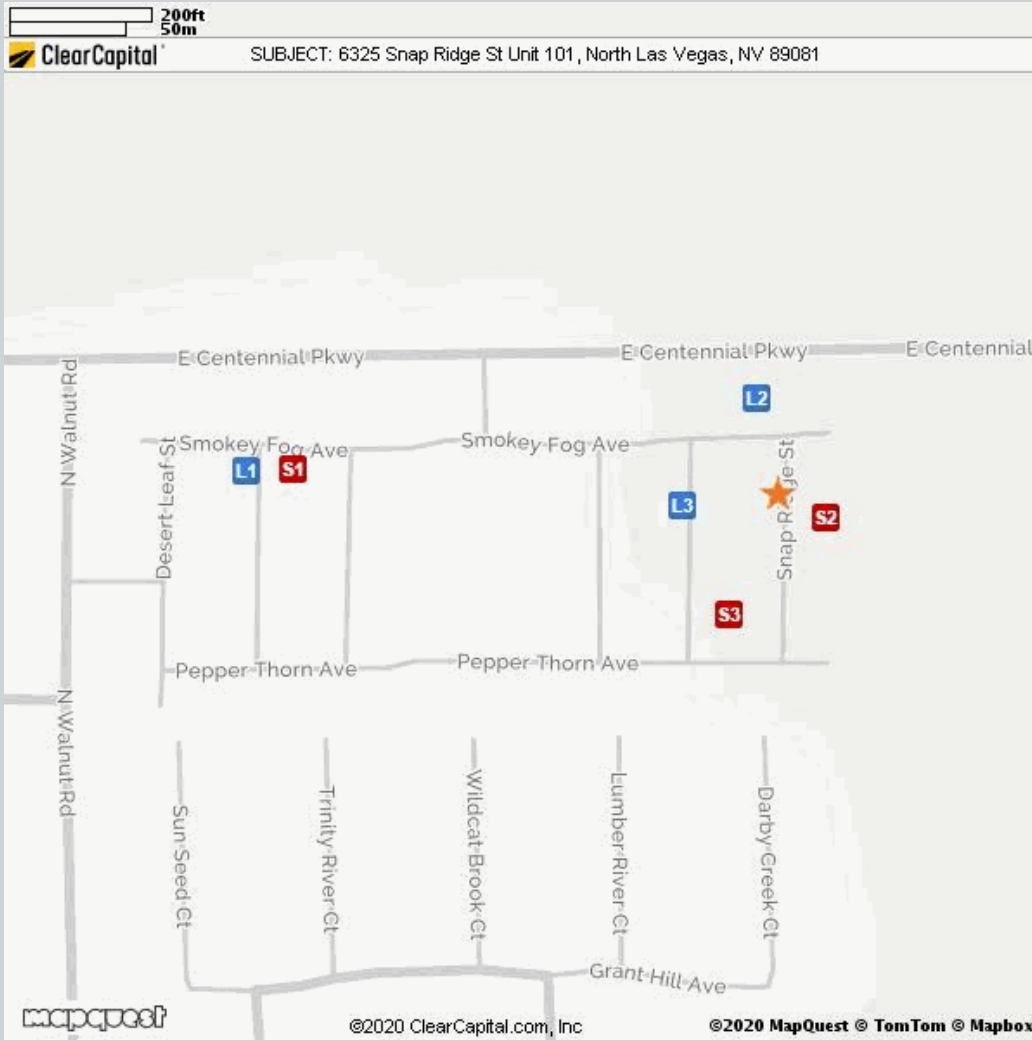 200ft
50m
ClearCapital SUBJECT: 6325 Snap Ridge St Unit 101, North Las Vegas, NV 89081
E Centennial Pkwy
E Centennial Pkwy
E Centennial
N Walnut Rd
L2
Smokey Fog Ave
Smokey Fog Ave
Desert Leaf St
L1
S1
L3
Snap Ridge St
S2
S3
Pepper Thorn Ave
Pepper Thorn Ave
N Walnut Rd
Sun Seed Ct
Trinity River Ct
Wildcat Brook Ct
Lumber River Ct
Darby Creek Ct
Grant Hill Ave
mapquest
©2020 ClearCapital.com, Inc
©2020 MapQuest © TomTom © Mapbox